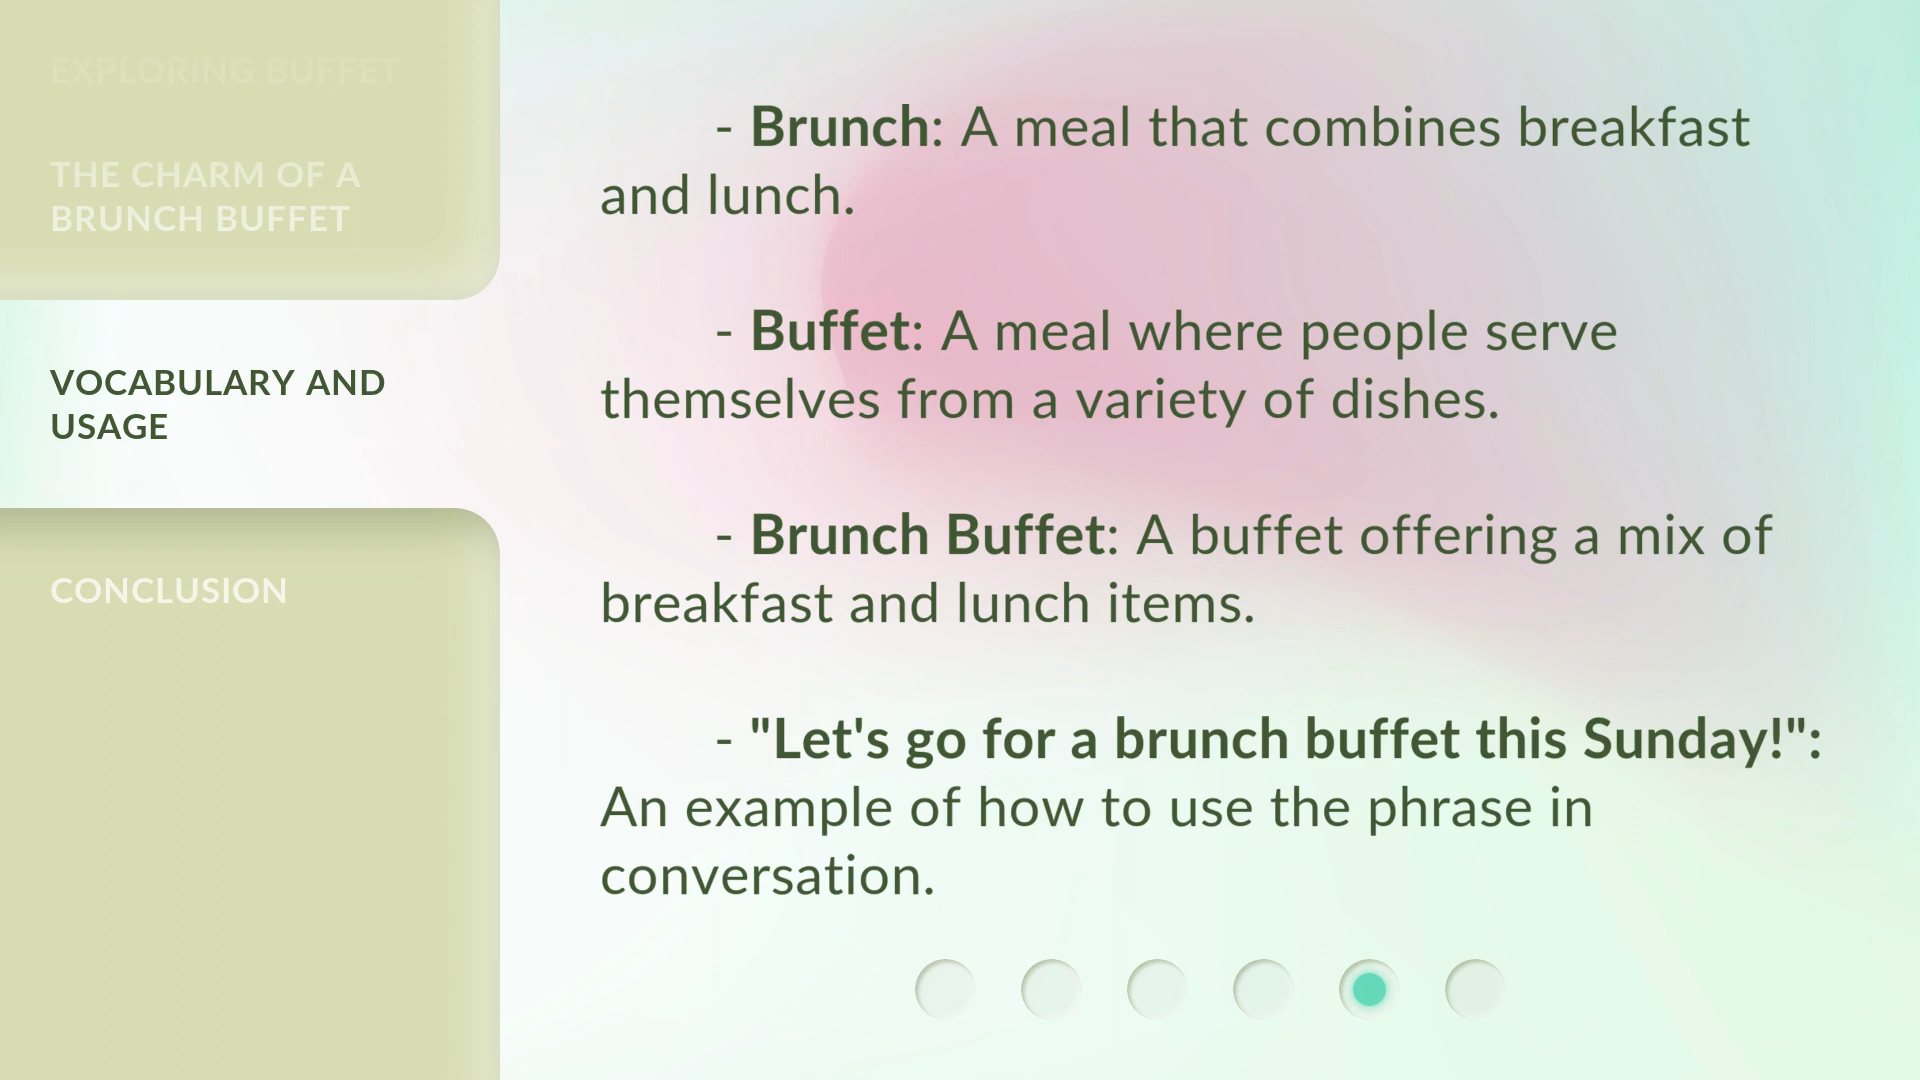 EXPLORING BUFFET
THE CHARM OF A
BRUNCH BUFFET
VOCABULARY AND
USAGE
CONCLUSION
- Brunch: A meal that combines breakfast
and lunch.
- Buffet: A meal where people serve
themselves from a variety of dishes.
- Brunch Buffet: A buffet offering a mix of
breakfast and lunch items.
- "Let's go for a brunch buffet this Sunday!":
An example of how to use the phrase in
conversation.